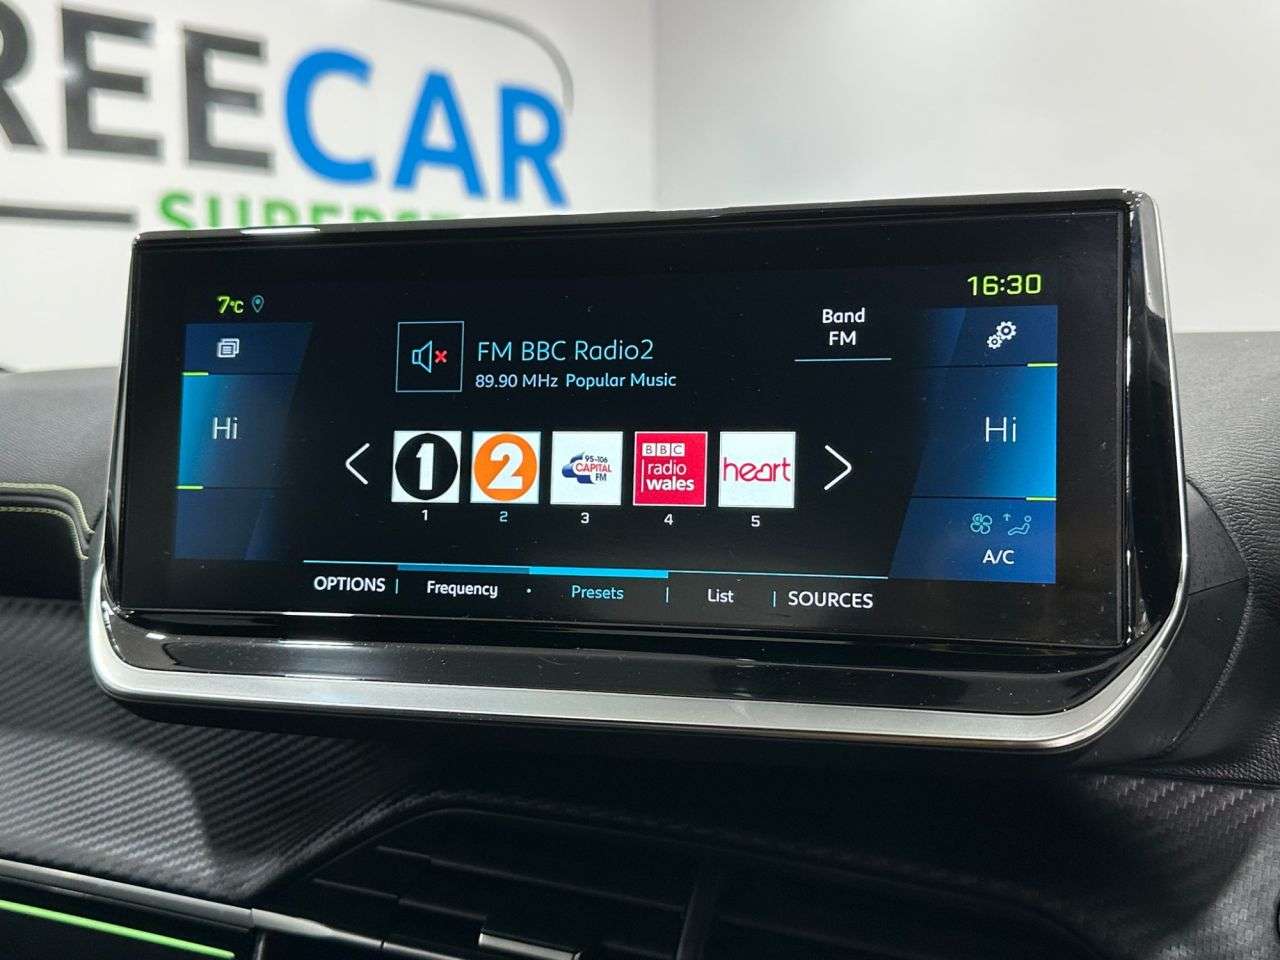 REECAR
7°C
16:30
Band
FM
FM BBC Radio2
89.90 MHz Popular Music
Hi
Hi
1
2
95-106
CAPITAL
FM
BBC
radio
wales
heart
1
2
3
4
5
A/C
OPTIONS
Frequency
Presets
List
SOURCES